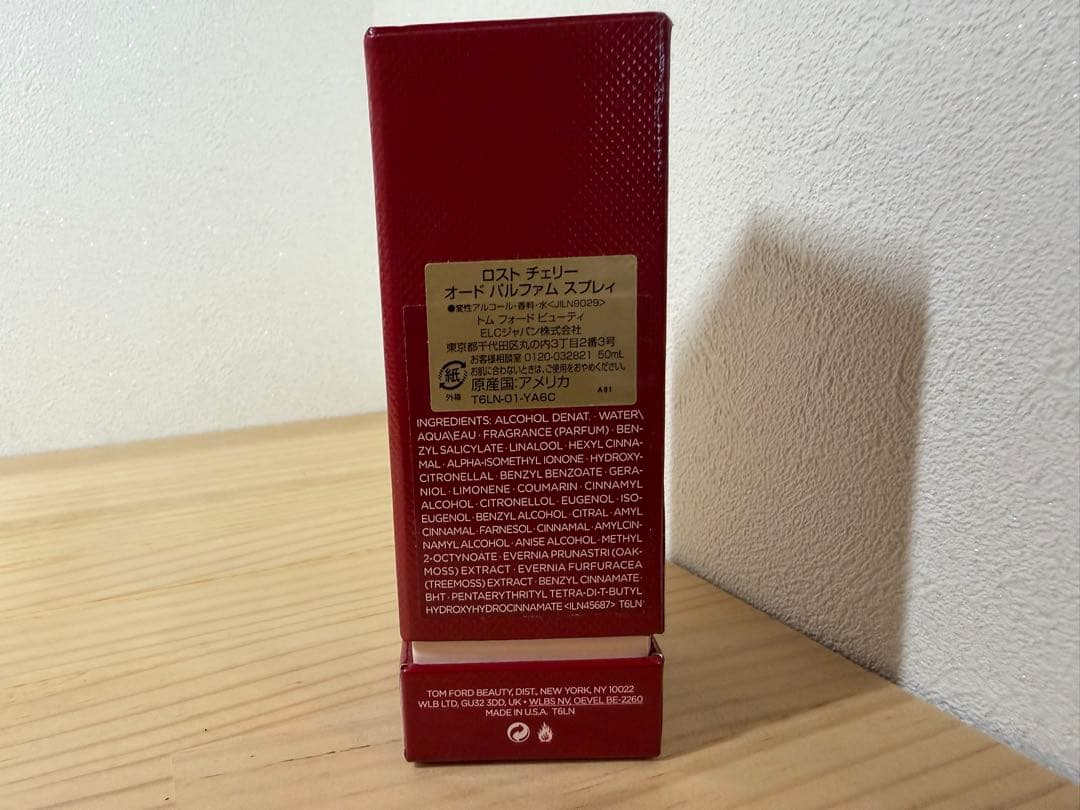 ロスト チェリー
オード パルファム スプレィ
●変性アルコール・香料・水<JILN9029>
トム フォード ビューティ
ELCジャパン株式会社
東京都千代田区丸の内3丁目2番3号
お客様相談室 0120-032821 50mL
お肌に合わないときは、ご使用をおやめください。
紙
外箱
原産国:アメリカ
T6LN-01-YA6C
A81
INGREDIENTS: ALCOHOL DENAT. · WATER\
AQUA\EAU · FRAGRANCE (PARFUM) · BEN-
ZYL SALICYLATE · LINALOOL · HEXYL CINNA-
MAL · ALPHA-ISOMETHYL IONONE · HYDROXY-
CITRONELLAL · BENZYL BENZOATE · GERA-
NIOL · LIMONENE · COUMARIN · CINNAMYL
ALCOHOL · CITRONELLOL · EUGENOL · ISO-
EUGENOL · BENZYL ALCOHOL · CITRAL · AMYL
CINNAMAL · FARNESOL · CINNAMAL · AMYLCIN-
NAMYL ALCOHOL · ANISE ALCOHOL · METHYL
2-OCTYNOATE · EVERNIA PRUNASTRI (OAK-
MOSS) EXTRACT · EVERNIA FURFURACEA
(TREEMOSS) EXTRACT · BENZYL CINNAMATE ·
BHT · PENTAERYTHRITYL TETRA-DI-T-BUTYL
HYDROXYHYDROCINNAMATE <ILN45687> T6LN
TOM FORD BEAUTY, DIST., NEW YORK, NY 10022
WLB LTD, GU32 3DD, UK • WLBS NV, OEVEL BE-2260
MADE IN U.S.A. T6LN